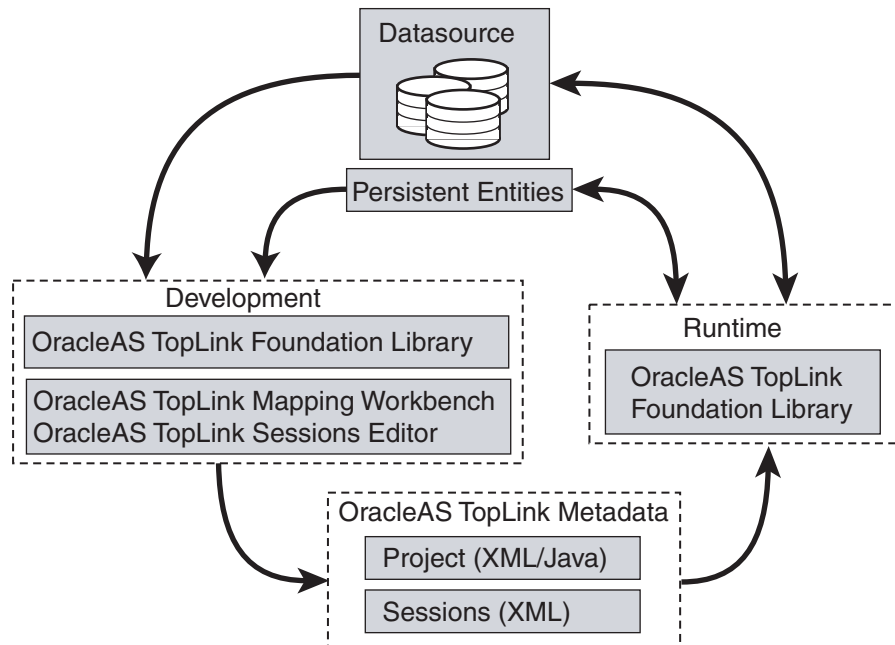 Datasource
Persistent Entities
Development
OracleAS TopLink Foundation Library
OracleAS TopLink Mapping Workbench
OracleAS TopLink Sessions Editor
Runtime
OracleAS TopLink
Foundation Library
OracleAS TopLink Metadata
Project (XML/Java)
Sessions (XML)